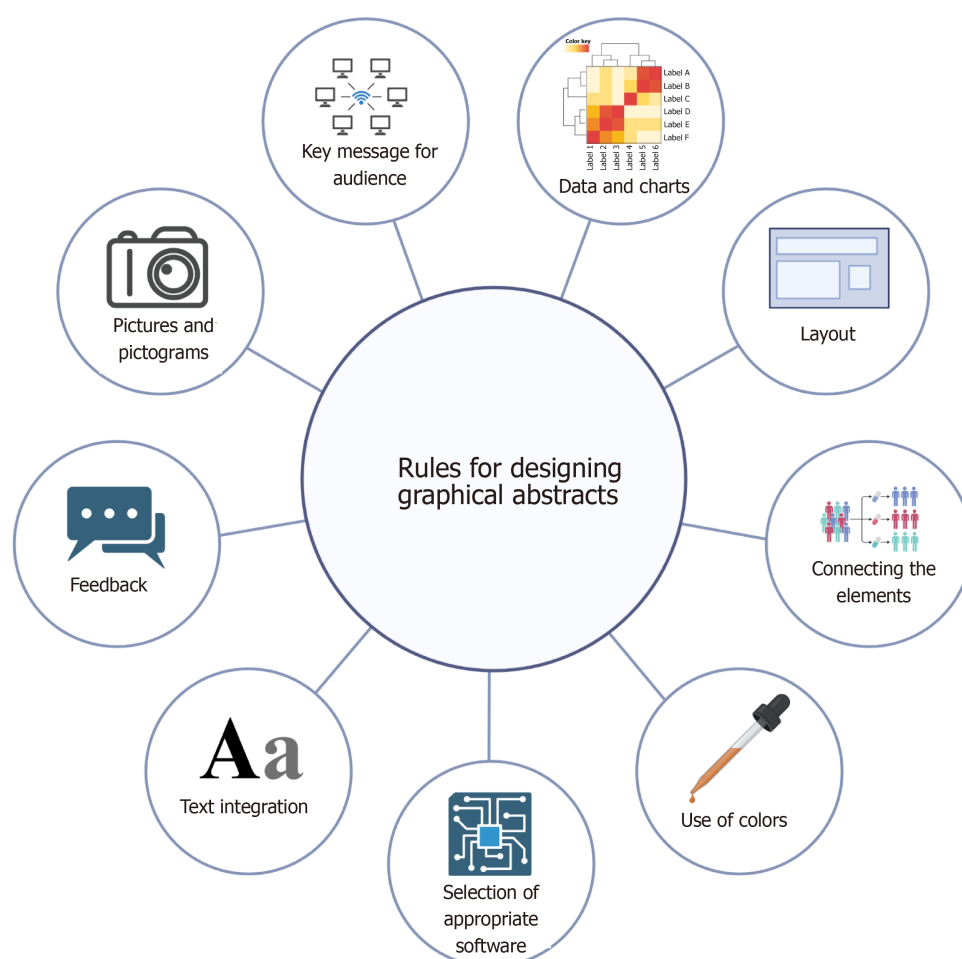 Key message for
audience
Color key
Label A
Label B
Label C
Label D
Label E
Label F
Label 1
Label 2
Label 3
Label 4
Label 5
Label 6
Data and charts
Layout
Connecting the
elements
Use of colors
Selection of
appropriate
software
Aa
Text integration
Feedback
Pictures and
pictograms
Rules for designing
graphical abstracts